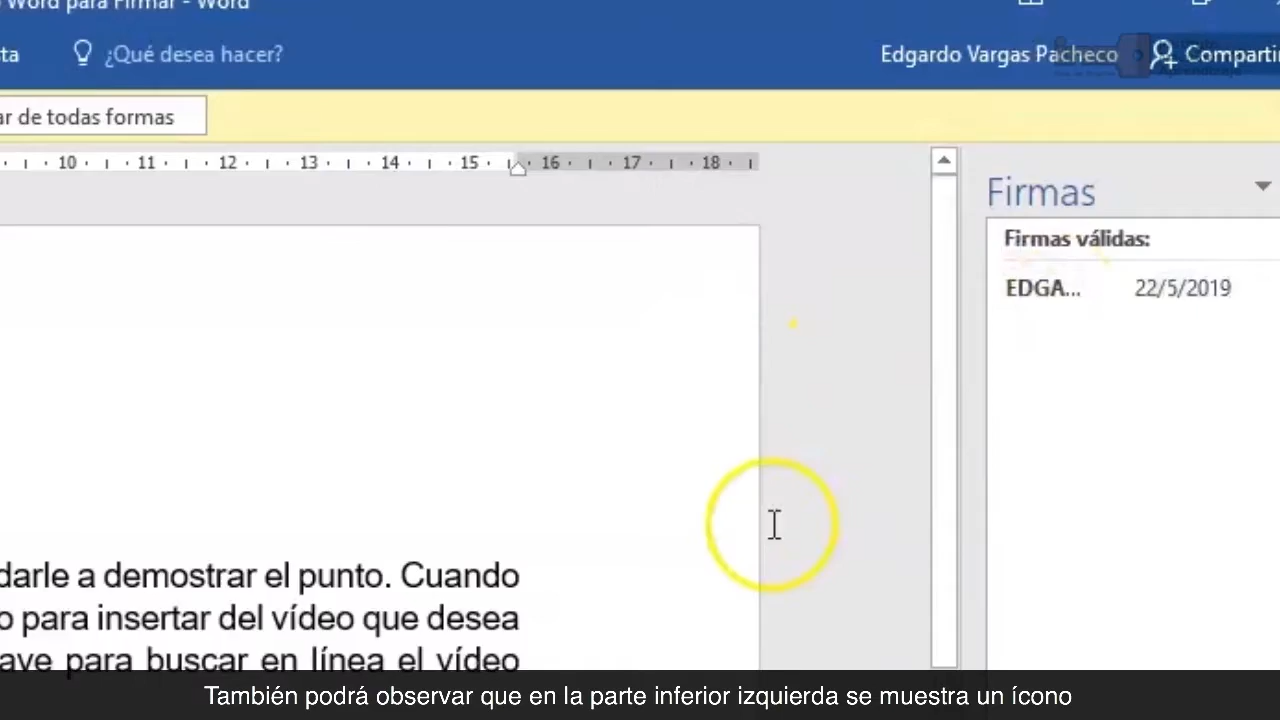 Word para Firmar - Word
ta
¿Qué desea hacer?
Edgardo Vargas Pacheco
Comparti
ar de todas formas
10 11 12 13 14 15 16 17 18
Firmas
Firmas válidas:
EDGA... 22/5/2019
darle a demostrar el punto. Cuando
o para insertar del vídeo que desea
ave para buscar en línea el vídeo
También podrá observar que en la parte inferior izquierda se muestra un ícono